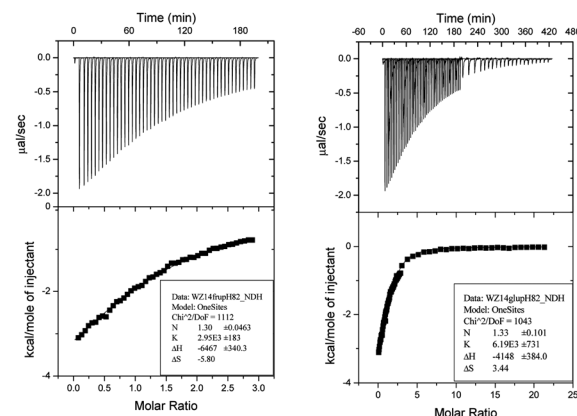 Time (min)
0 60 120 180
0.0
-0.5
-1.0
-1.5
-2.0
µal/sec
-2
-4
kcal/mole of injectant
Data: WZ14frupH82_NDH
Model: OneSites
Chi^2/DoF = 1112
N 1.30 ±0.0463
K 2.95E3 ±183
ΔH -6467 ±340.3
ΔS -5.80
0.0 0.5 1.0 1.5 2.0 2.5 3.0
Molar Ratio
Time (min)
-60 0 60 120 180 240 300 360 420 480
0.0
-0.5
-1.0
-1.5
-2.0
µal/sec
0
-2
-4
kcal/mole of injectant
Data: WZ14glupH82_NDH
Model: OneSites
Chi^2/DoF = 1043
N 1.33 ±0.101
K 6.19E3 ±731
ΔH -4148 ±384.0
ΔS 3.44
0 5 10 15 20 25
Molar Ratio